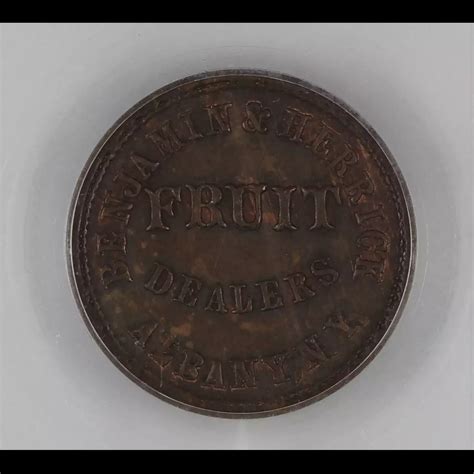 BENJAMIN & HERRICK
FRUIT
DEALERS
ALBANY N.Y.